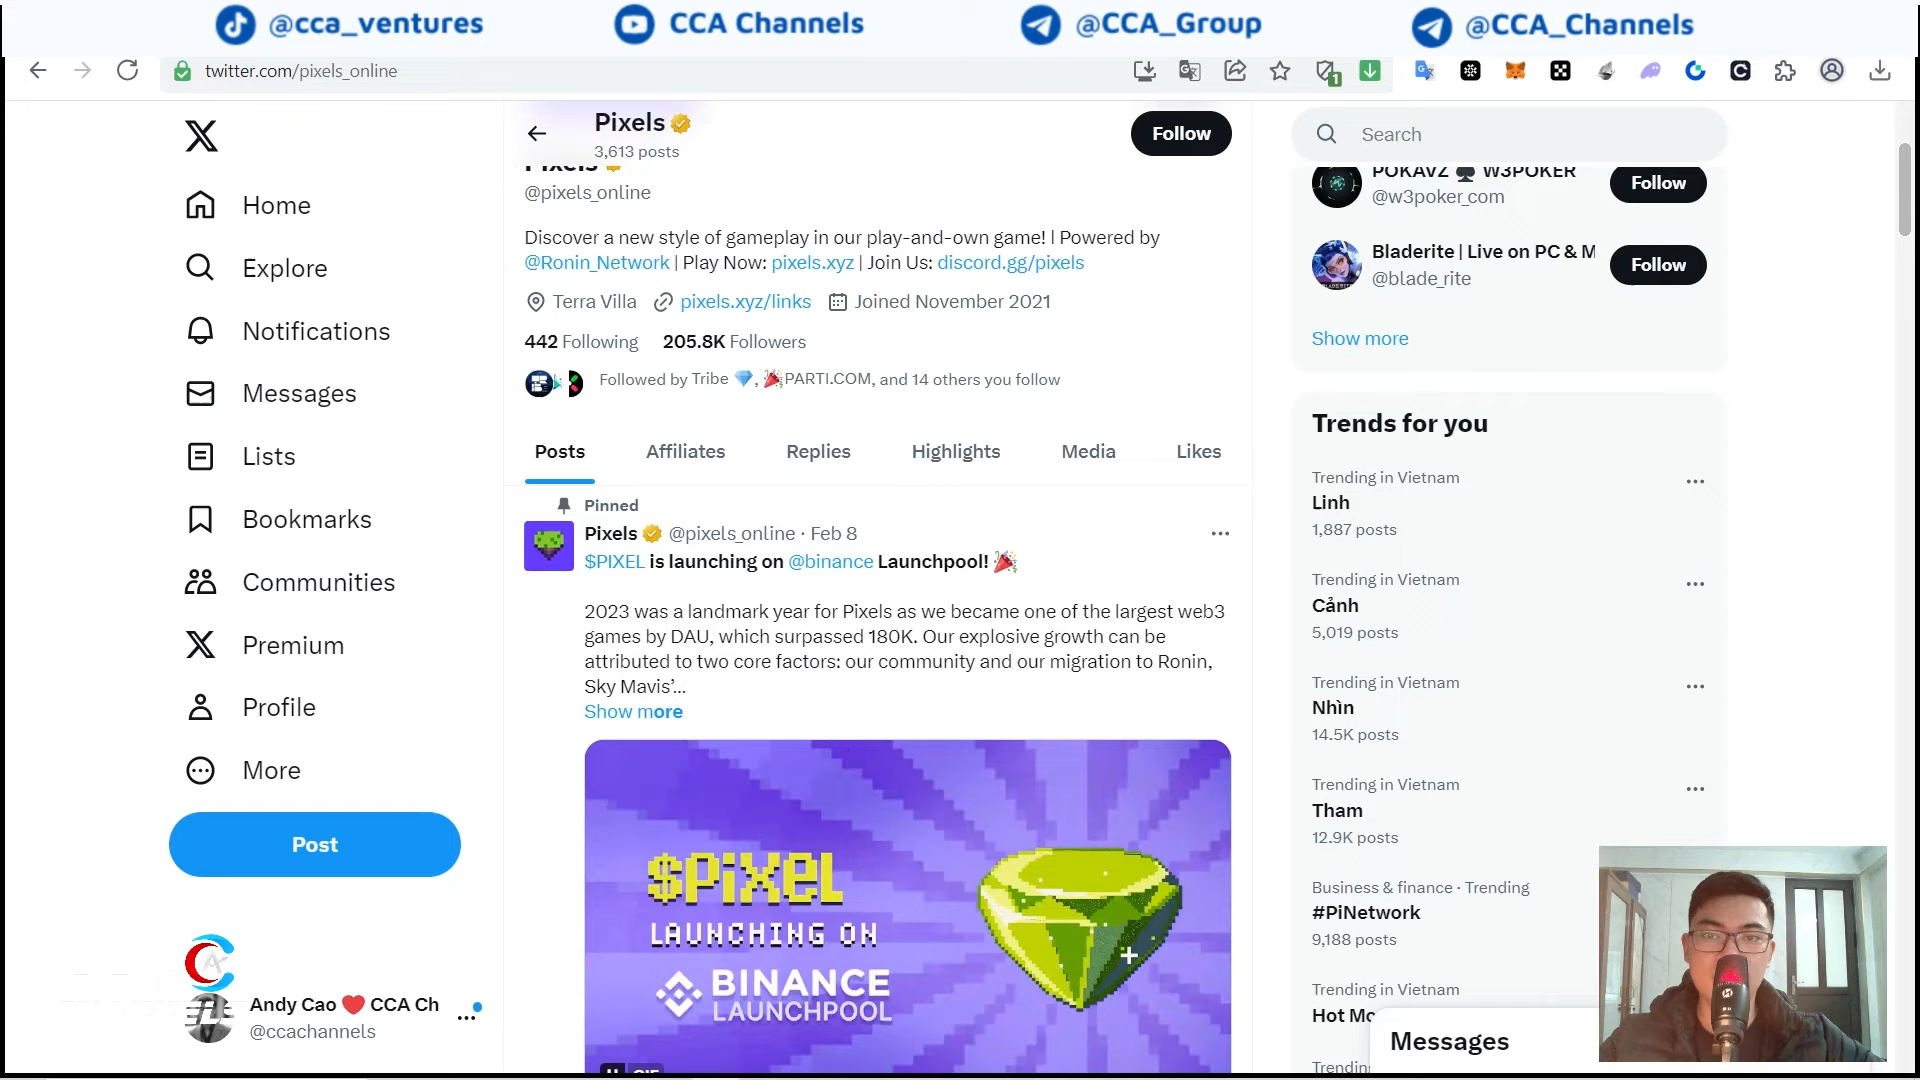 @cca_ventures
CCA Channels
@CCA_Group
@CCA_Channels
twitter.com/pixels_online
1
Home
Explore
Notifications
Messages
Lists
Bookmarks
Communities
Premium
Profile
More
Post
Andy Cao ❤️ CCA Ch
@ccachannels
Pixels
3,613 posts
Follow
Pixels
@pixels_online
Discover a new style of gameplay in our play-and-own game! | Powered by
@Ronin_Network | Play Now: pixels.xyz | Join Us: discord.gg/pixels
Terra Villa pixels.xyz/links Joined November 2021
442 Following 205.8K Followers
Followed by Tribe 💎, 🎉PARTI.COM, and 14 others you follow
Posts Affiliates Replies Highlights Media Likes
Pinned
Pixels @pixels_online · Feb 8
$PIXEL is launching on @binance Launchpool! 🎉
2023 was a landmark year for Pixels as we became one of the largest web3
games by DAU, which surpassed 180K. Our explosive growth can be
attributed to two core factors: our community and our migration to Ronin,
Sky Mavis’...
Show more
$PIXEL
LAUNCHING ON
BINANCE
LAUNCHPOOL
GIF
Search
POKAVZ ♠ W3POKER
@w3poker_com
Follow
Bladerite | Live on PC & M
@blade_rite
Follow
Show more
Trends for you
Trending in Vietnam
Linh
1,887 posts
Trending in Vietnam
Cảnh
5,019 posts
Trending in Vietnam
Nhìn
14.5K posts
Trending in Vietnam
Tham
12.9K posts
Business & finance · Trending
#PiNetwork
9,188 posts
Trending in Vietnam
Hot Mo
Trending
Messages